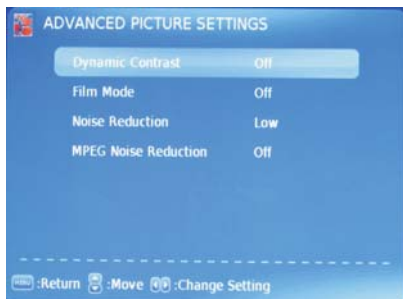 ADVANCED PICTURE SETTINGS
Dynamic Contrast Off
Film Mode Off
Noise Reduction Low
MPEG Noise Reduction Off
MENU :Return :Move :Change Setting